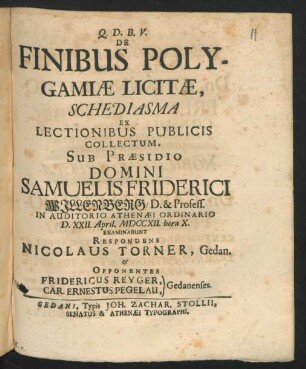 Q. D. B. V.
DE
FINIBUS POLY-
GAMIÆ LICITÆ,
SCHEDIASMA
EX
LECTIONIBUS PUBLICIS
COLLECTUM,
SUB PRÆSIDIO
DOMINI
SAMUELIS FRIDERICI
WILLENBERG D. & Profess.
IN AUDITORIO ATHENÆI ORDINARIO
D. XXII. April. MDCCXII. hora X.
EXAMINABUNT
RESPONDENS
NICOLAUS TORNER, Gedan.
&
OPPONENTES
FRIDERICUS REYGER,
CAR. ERNESTUS PEGELAU,
Gedanenses.
GEDANI, Typis JOH. ZACHAR. STOLLII,
SENATUS & ATHENÆI TYPOGRAPHI.